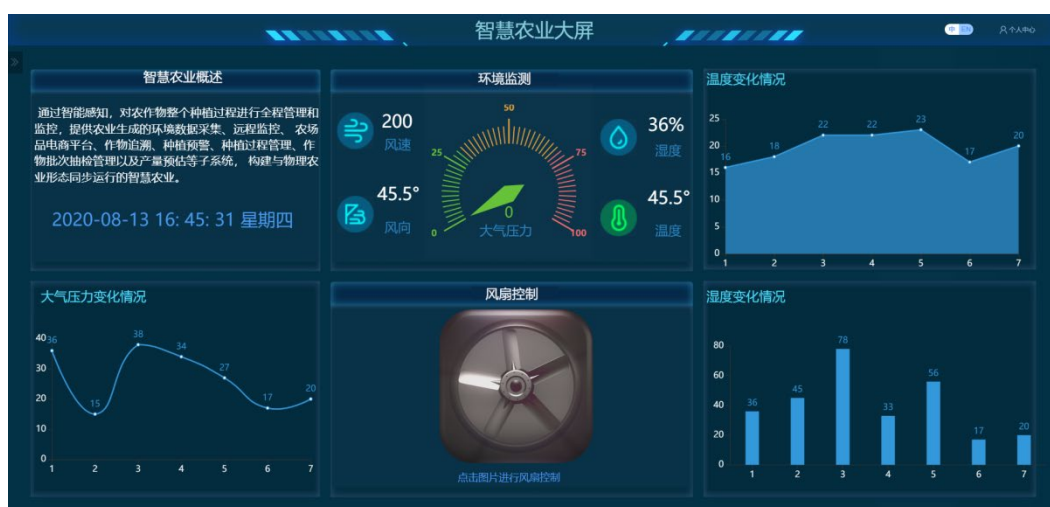 智慧农业大屏
中 EN
个人中心
智慧农业概述
通过智能感知，对农作物整个种植过程进行全程管理和
监控，提供农业生成的环境数据采集、远程监控、 农场
品电商平台、作物追溯、种植预警、种植过程管理、作
物批次抽检管理以及产量预估等子系统， 构建与物理农
业形态同步运行的智慧农业。
2020-08-13 16: 45: 31 星期四
环境监测
200
风速
45.5°
风向
0
25
50
75
100
0
大气压力
36%
湿度
45.5°
温度
温度变化情况
25
20
15
10
5
0
16
18
22
22
23
17
20
1 2 3 4 5 6 7
大气压力变化情况
40
30
20
10
0
36
15
38
34
27
17
20
1 2 3 4 5 6 7
风扇控制
点击图片进行风扇控制
湿度变化情况
80
60
40
20
0
36
45
78
33
56
17
20
1 2 3 4 5 6 7